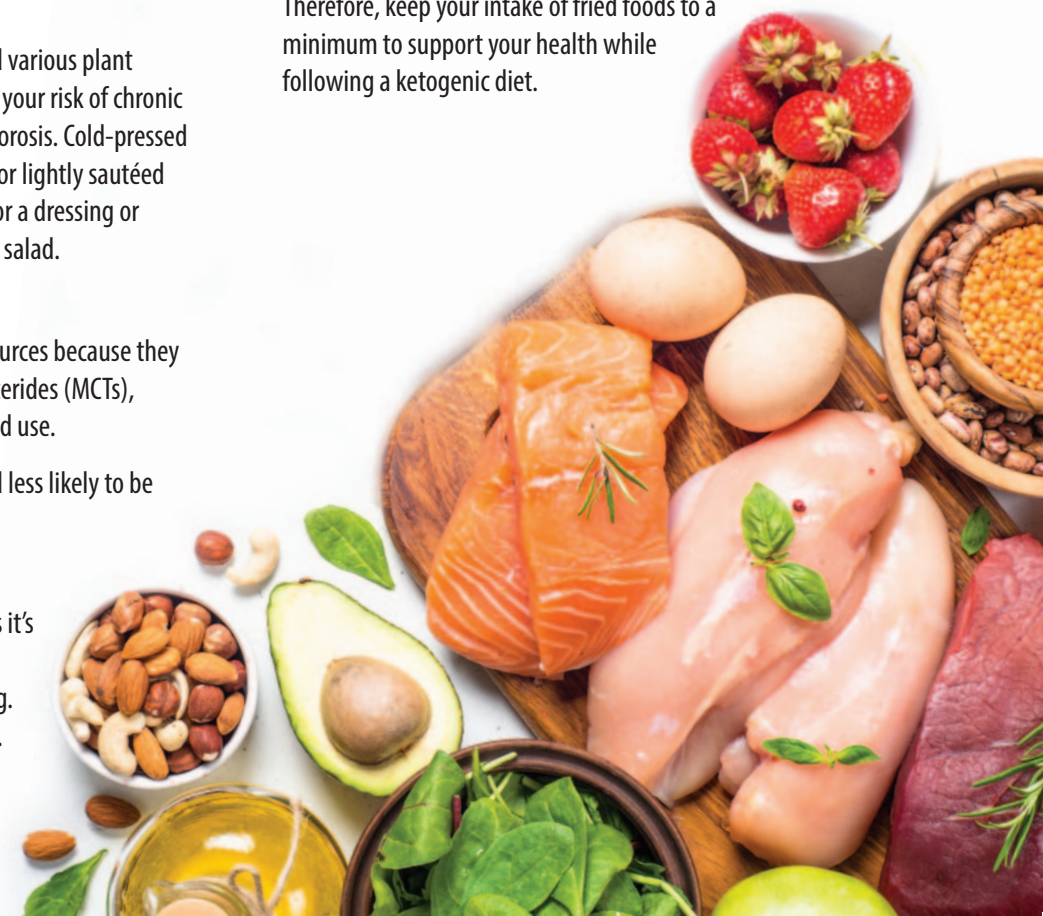 various plant
your risk of chronic
orosis. Cold-pressed
or lightly sautéed
or a dressing or
salad.
urces because they
erides (MCTs),
d use.
less likely to be
s it’s
g.
.
Therefore, keep your intake of fried foods to a
minimum to support your health while
following a ketogenic diet.